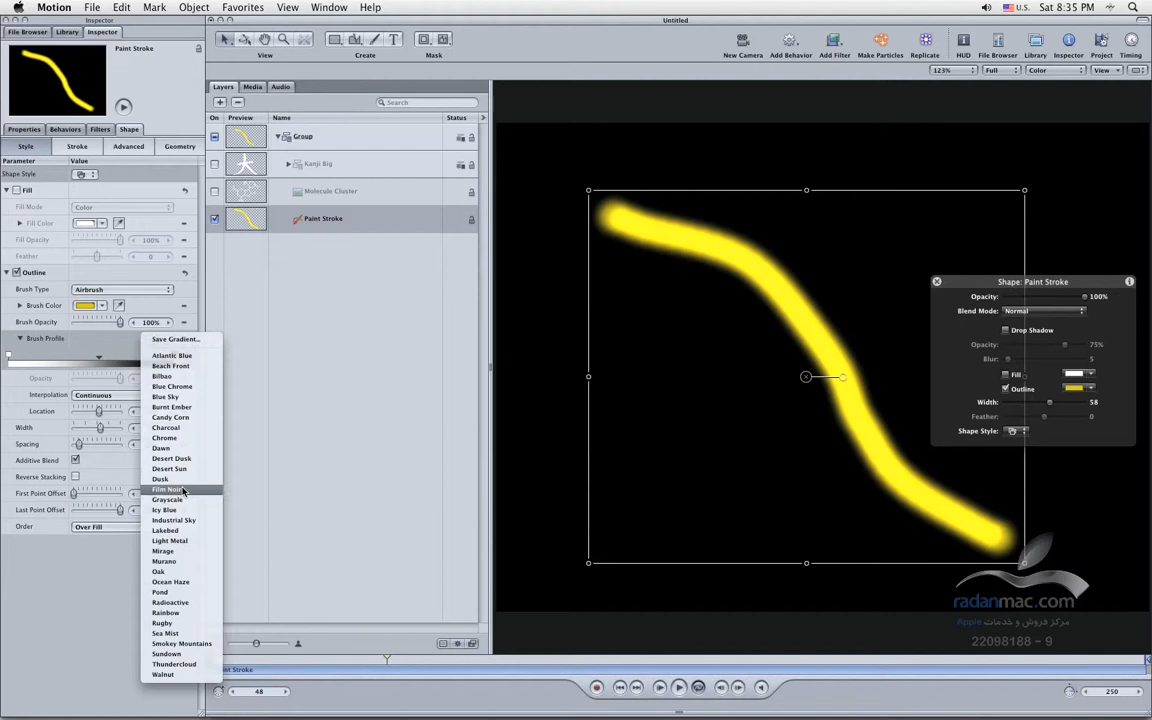 Motion File Edit Mark Object Favorites View Window Help
U.S. Sat 8:35 PM
Inspector
Untitled
File Browser Library Inspector
Paint Stroke
View Create Mask
New Camera Add Behavior Add Filter Make Particles Replicate HUD File Browser Library Inspector Project Timing
123% Full Color View
Layers Media Audio
Search
On Preview Name Status
Group
Kanji Big
Molecule Cluster
Paint Stroke
Properties Behaviors Filters Shape
Style Stroke Advanced Geometry
Parameter Value
Shape Style
Fill
Fill Mode Color
Fill Color
Fill Opacity 100%
Feather 0
Outline
Brush Type Airbrush
Brush Color
Brush Opacity 100%
Brush Profile
Opacity
Interpolation Continuous
Location
Width
Spacing
Additive Blend
Reverse Stacking
First Point Offset
Last Point Offset
Order Over Fill
Save Gradient...
Atlantic Blue
Beach Front
Bilbao
Blue Chrome
Blue Sky
Burnt Ember
Candy Corn
Charcoal
Chrome
Dawn
Desert Dusk
Desert Sun
Dusk
Film Noir
Grayscale
Icy Blue
Industrial Sky
Lakebed
Light Metal
Mirage
Murano
Oak
Ocean Haze
Pond
Radioactive
Rainbow
Rugby
Sea Mist
Smokey Mountains
Sundown
Thundercloud
Walnut
Shape: Paint Stroke
Opacity: 100%
Blend Mode: Normal
Drop Shadow
Opacity: 75%
Blur: 5
Fill
Outline
Width: 58
Feather: 0
Shape Style:
radanmac.com
مرکز فروش و خدمات Apple
22098188 - 9
Paint Stroke
48
250